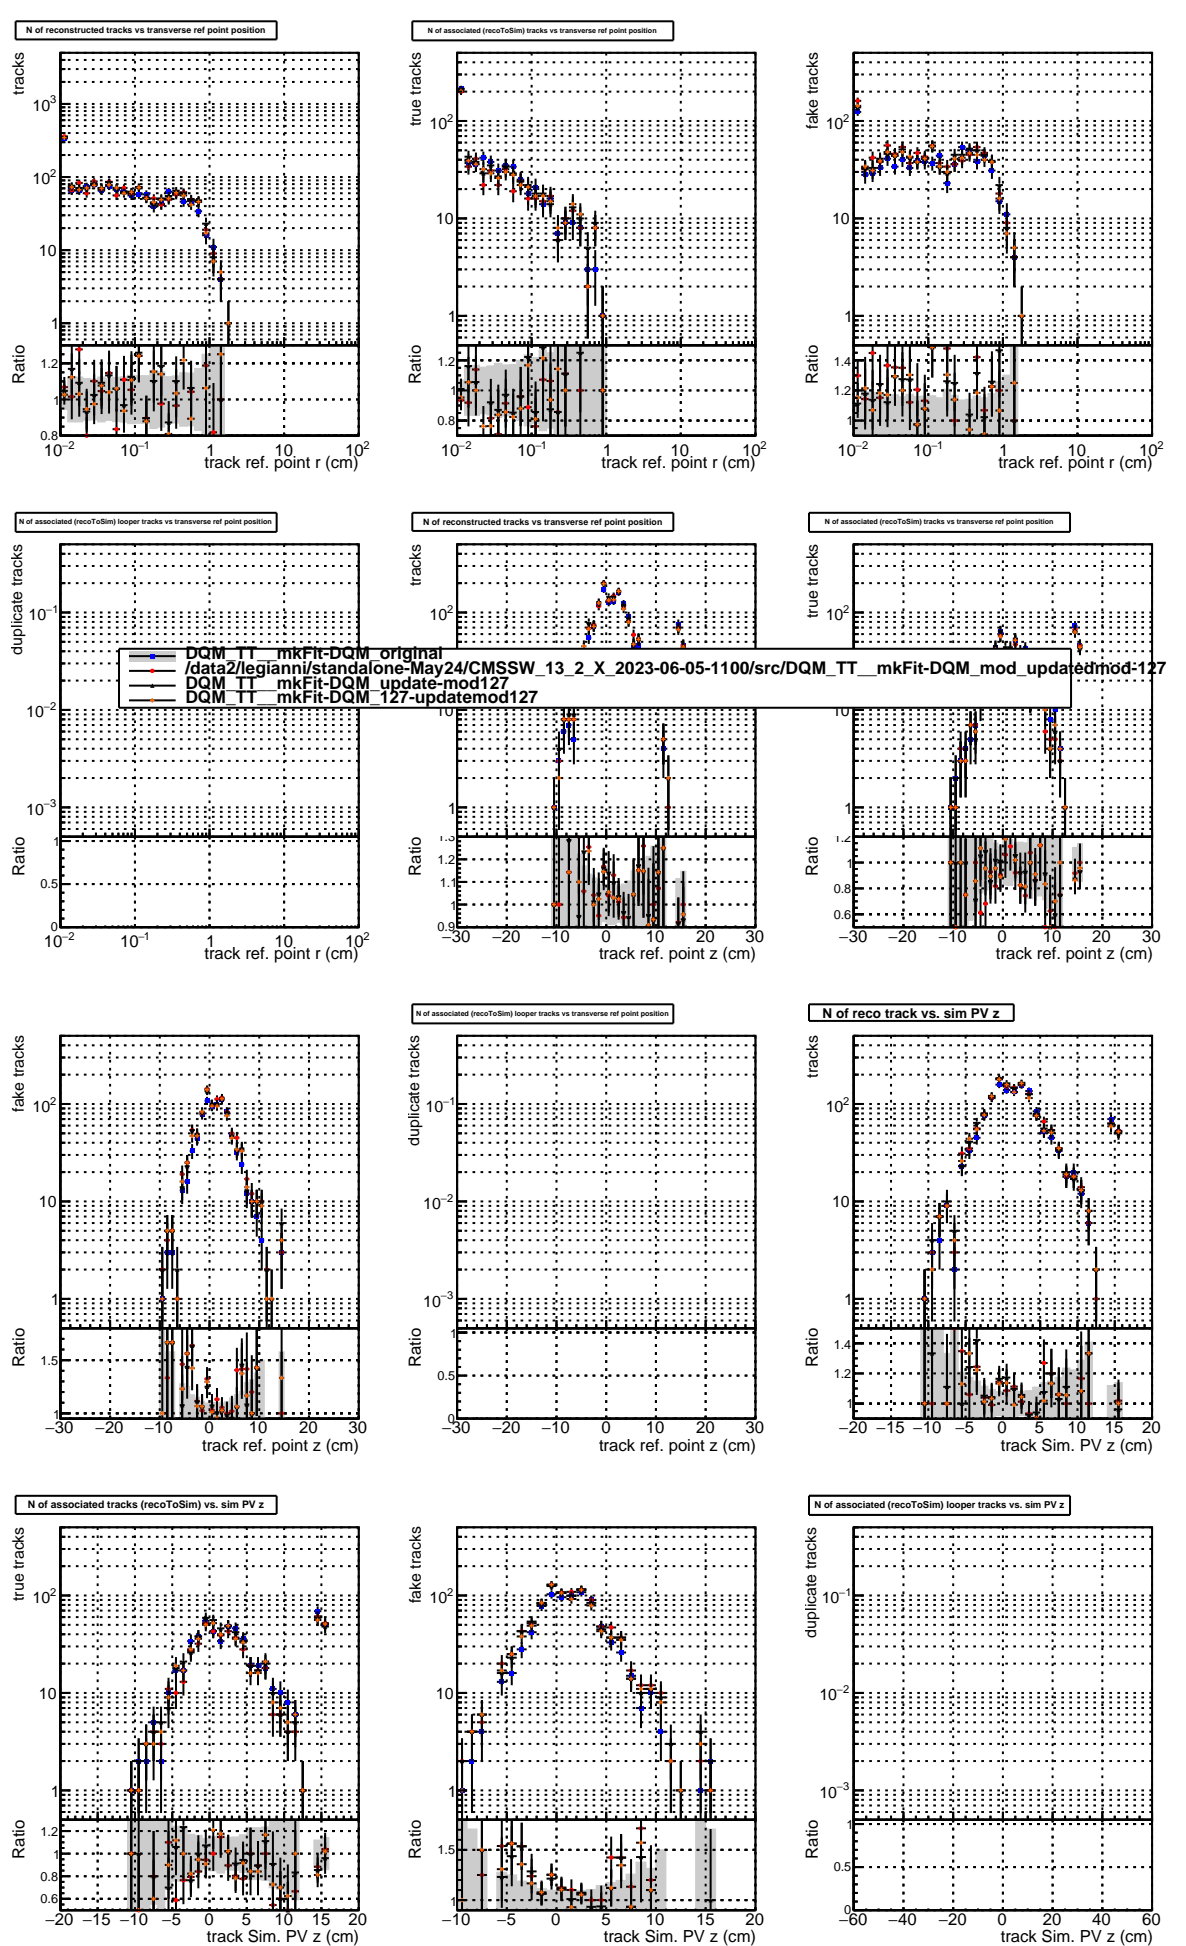 N of reconstructed tracks vs transverse ref point position
N of associated (recoToSim) tracks vs transverse ref point position
tracks
true tracks
fake tracks
10³
10²
10
1
10²
10
1
10²
10
1
Ratio
1.2
1
0.8
Ratio
1.2
1
0.8
Ratio
1.4
1.2
1
10⁻² 10⁻¹ 1 10 10²
10⁻² 10⁻¹ 1 10 10²
10⁻² 10⁻¹ 1 10 10²
track ref. point r (cm)
track ref. point r (cm)
track ref. point r (cm)
N of associated (recoToSim) looper tracks vs transverse ref point position
N of reconstructed tracks vs transverse ref point position
N of associated (recoToSim) tracks vs transverse ref point position
duplicate tracks
tracks
true tracks
10⁻¹
10²
10²
DQM_TT__mkFit-DQM_original
/data2/legianni/standalone-May24/CMSSW_13_2_X_2023-06-05-1100/src/DQM_TT__mkFit-DQM_mod_updatedmod-127
DQM_TT__mkFit-DQM_update-mod127
DQM_TT__mkFit-DQM_127-updatemod127
10⁻²
10⁻³
10
1
10
1
Ratio
1
0.5
0
Ratio
1.3
1.2
1.1
1
0.9
Ratio
1.2
1
0.8
0.6
10⁻² 10⁻¹ 1 10 10²
−30 −20 −10 0 10 20 30
−30 −20 −10 0 10 20 30
track ref. point r (cm)
track ref. point z (cm)
track ref. point z (cm)
N of associated (recoToSim) looper tracks vs transverse ref point position
N of reco track vs. sim PV z
fake tracks
duplicate tracks
tracks
10²
10
1
10⁻¹
10⁻²
10⁻³
10²
10
1
Ratio
1.5
1
Ratio
1
0.5
0
Ratio
1.4
1.2
1
−30 −20 −10 0 10 20 30
−30 −20 −10 0 10 20 30
−20 −15 −10 −5 0 5 10 15 20
track ref. point z (cm)
track ref. point z (cm)
track Sim. PV z (cm)
N of associated tracks (recoToSim) vs. sim PV z
N of associated (recoToSim) looper tracks vs. sim PV z
true tracks
fake tracks
duplicate tracks
10²
10
1
10²
10
1
10⁻¹
10⁻²
10⁻³
Ratio
1.2
1
0.8
0.6
Ratio
1.5
1
Ratio
1
0.5
0
−20 −15 −10 −5 0 5 10 15 20
−10 −5 0 5 10 15 20
−60 −40 −20 0 20 40 60
track Sim. PV z (cm)
track Sim. PV z (cm)
track Sim. PV z (cm)